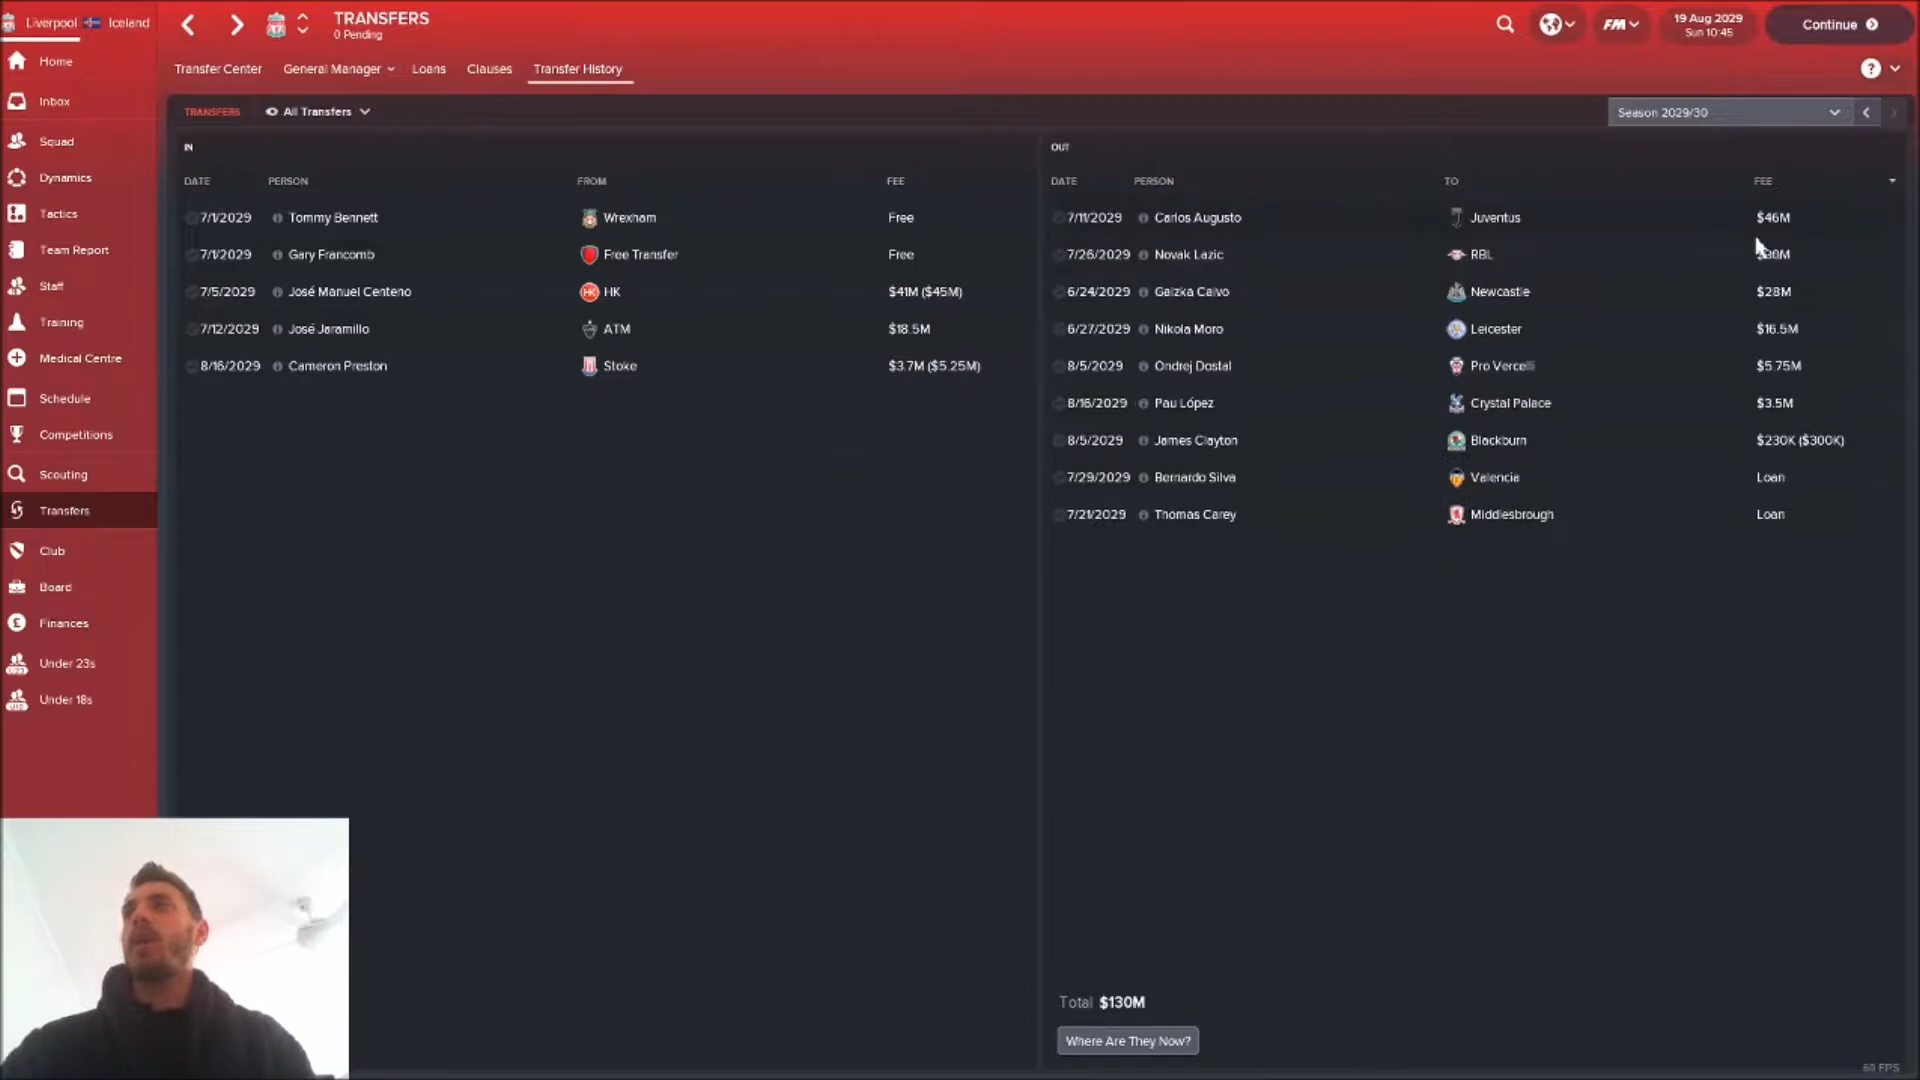 Liverpool Iceland
TRANSFERS
0 Pending
FM
19 Aug 2029
Sun 10:45
Continue
Home
Inbox
Squad
Dynamics
Tactics
Team Report
Staff
Training
Medical Centre
Schedule
Competitions
Scouting
Transfers
Club
Board
Finances
Under 23s
Under 18s
Transfer Center General Manager Loans Clauses Transfer History
?
TRANSFERS All Transfers
Season 2029/30
IN
DATE PERSON FROM FEE
7/1/2029 Tommy Bennett Wrexham Free
7/1/2029 Gary Francomb Free Transfer Free
7/5/2029 José Manuel Centeno HK HK $41M ($45M)
7/12/2029 José Jaramillo ATM $18.5M
8/16/2029 Cameron Preston Stoke $3.7M ($5.25M)
OUT
DATE PERSON TO FEE
7/11/2029 Carlos Augusto Juventus $46M
7/26/2029 Novak Lazic RBL $30M
6/24/2029 Gaizka Calvo Newcastle $28M
6/27/2029 Nikola Moro Leicester $16.5M
8/5/2029 Ondrej Dostal Pro Vercelli $5.75M
8/16/2029 Pau López Crystal Palace $3.5M
8/5/2029 James Clayton Blackburn $230K ($300K)
7/29/2029 Bernardo Silva Valencia Loan
7/21/2029 Thomas Carey Middlesbrough Loan
Total $130M
Where Are They Now?
60 FPS